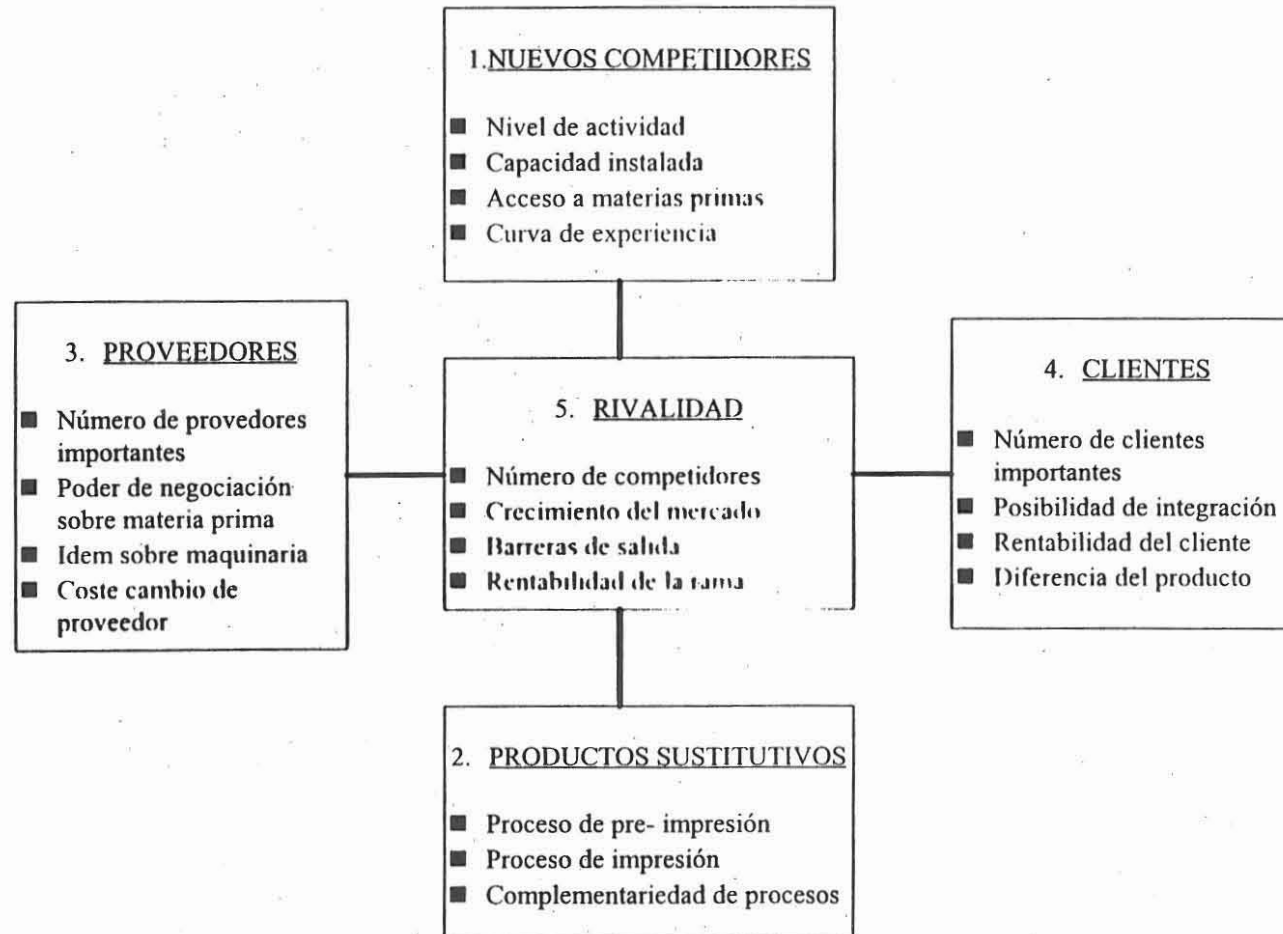 1.NUEVOS COMPETIDORES
■ Nivel de actividad
■ Capacidad instalada
■ Acceso a materias primas
■ Curva de experiencia
3. PROVEEDORES
■ Número de provedores
importantes
■ Poder de negociación
sobre materia prima
■ Idem sobre maquinaria
■ Coste cambio de
proveedor
5. RIVALIDAD
■ Número de competidores
■ Crecimiento del mercado
■ Barreras de salida
■ Rentabilidad de la rama
4. CLIENTES
■ Número de clientes
importantes
■ Posibilidad de integración
■ Rentabilidad del cliente
■ Diferencia del producto
2. PRODUCTOS SUSTITUTIVOS
■ Proceso de pre- impresión
■ Proceso de impresión
■ Complementariedad de procesos